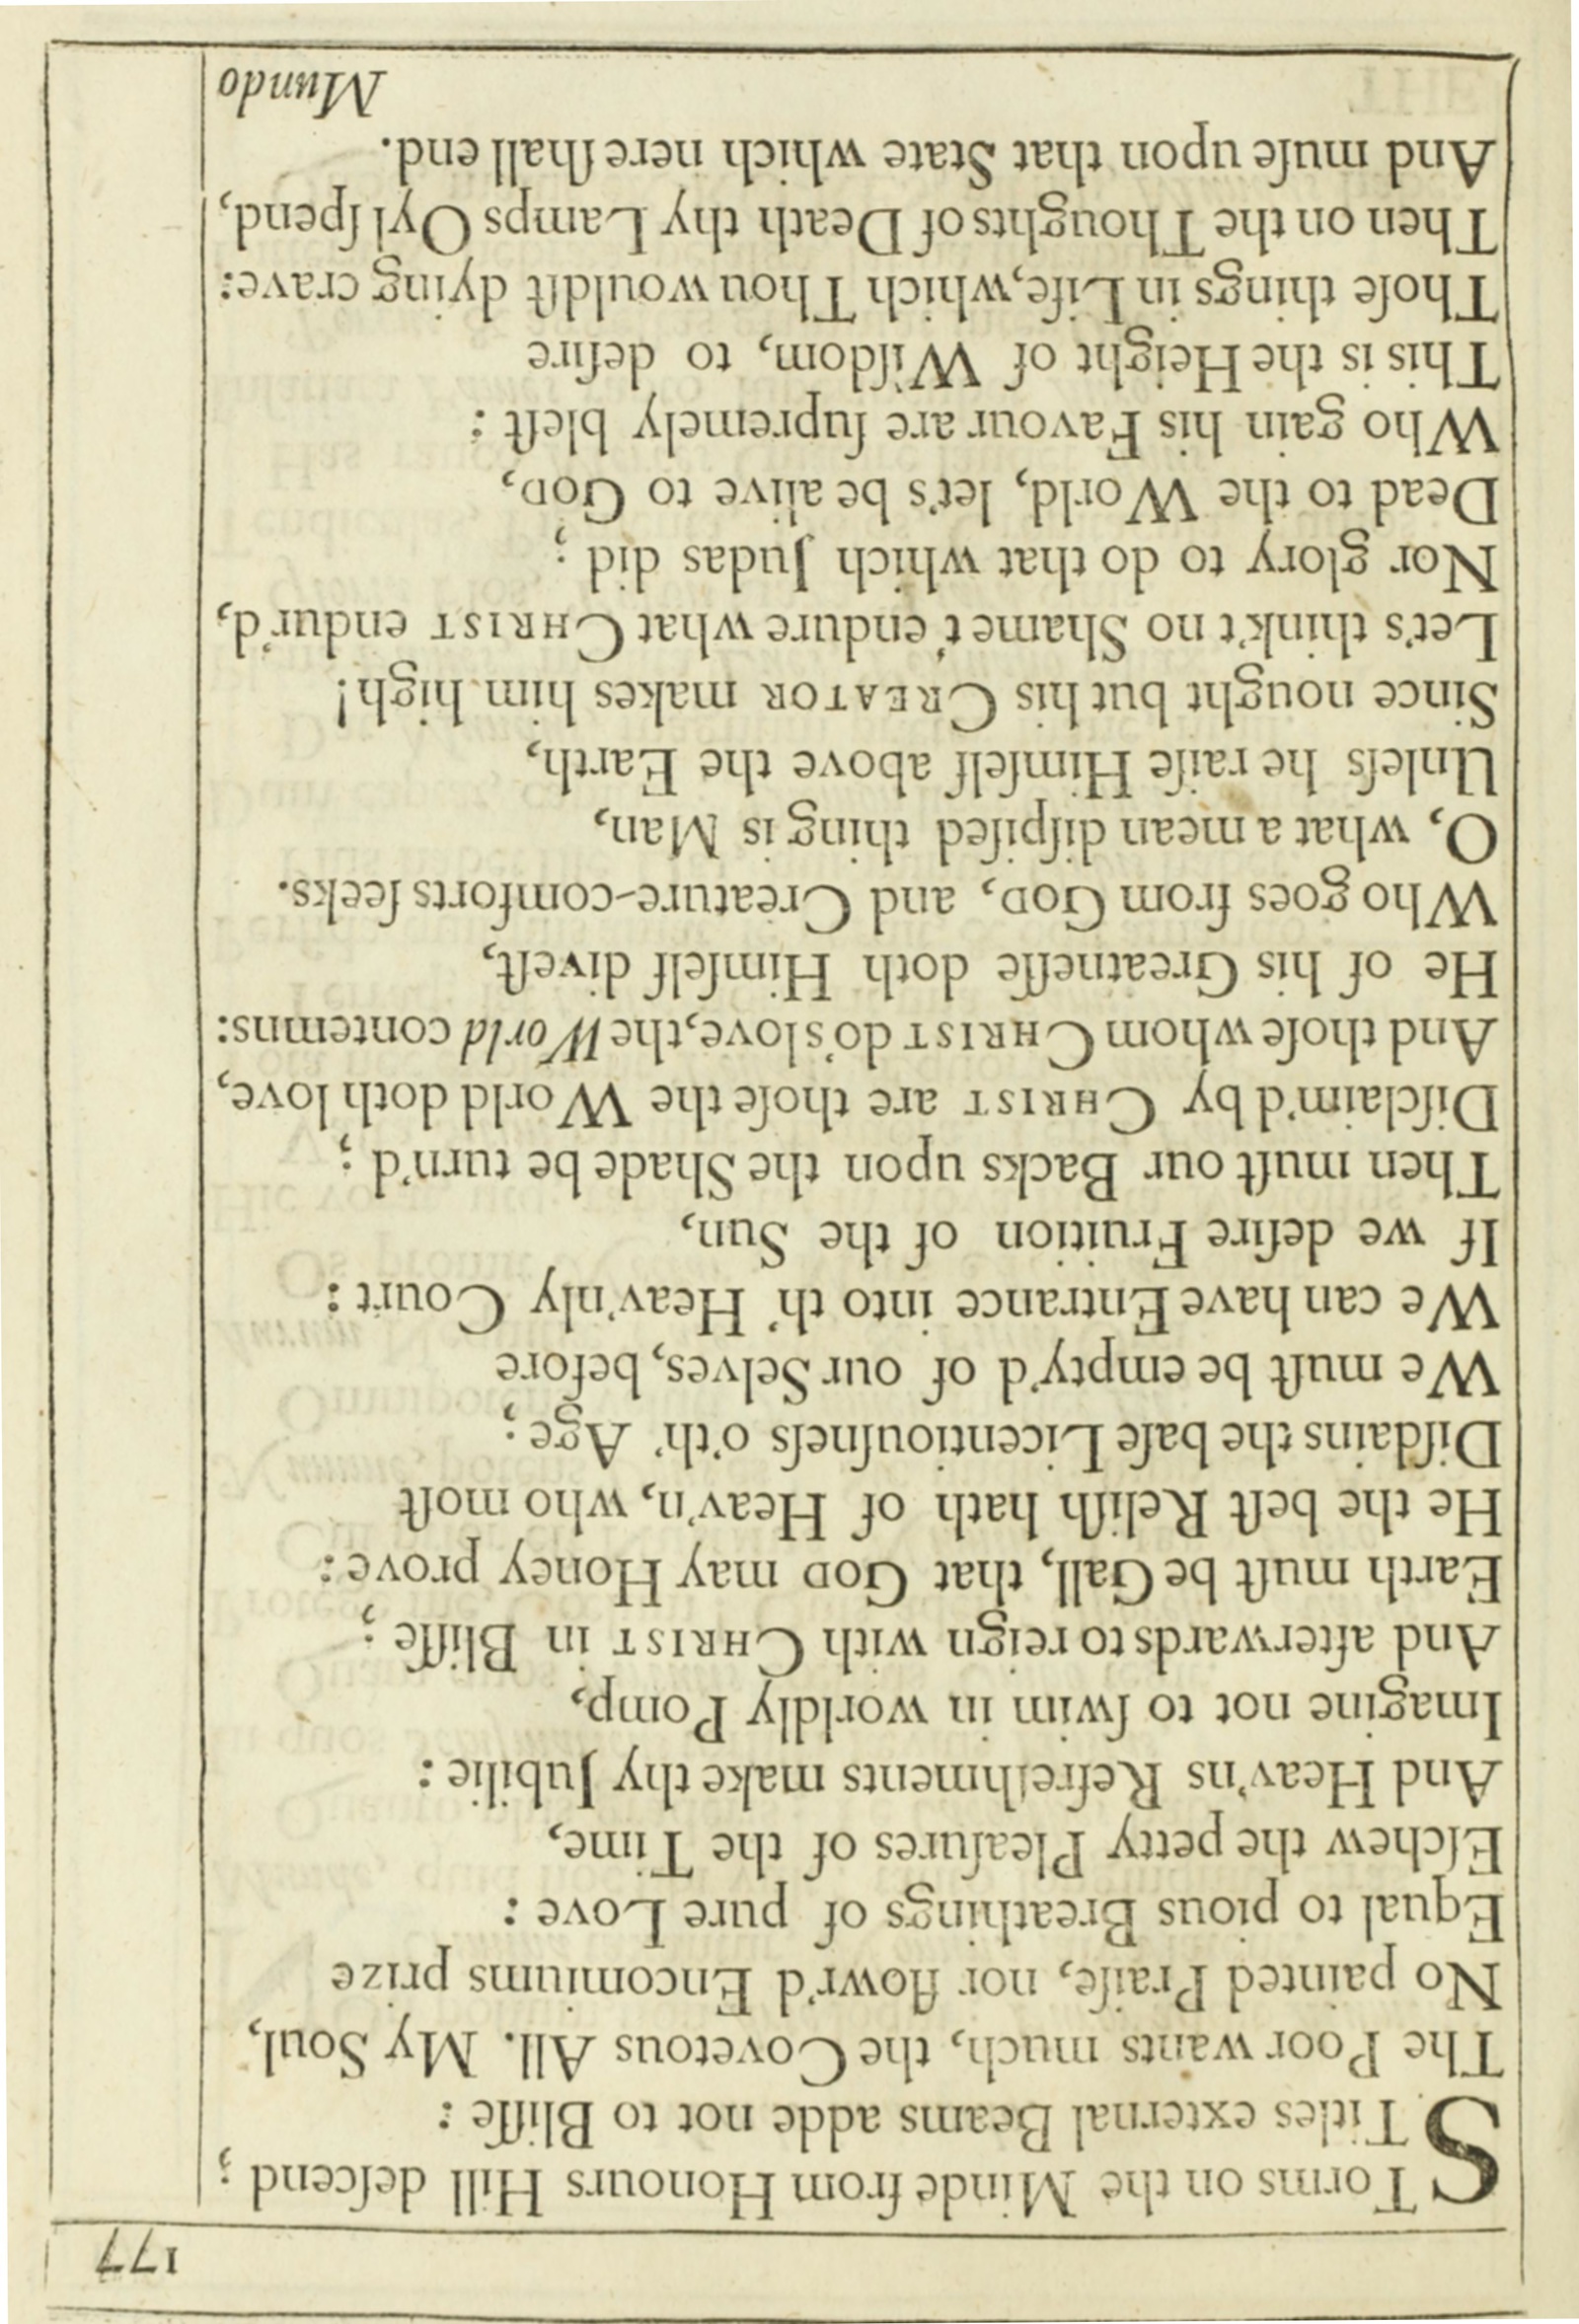 177
STorms on the Minde from Honours Hill deſcend ;
Titles external Beams adde not to Bliſſe :
The Poor wants much, the Covetous All. My Soul,
No painted Praiſe, nor flowr'd Encomiums prize
Equal to pious Breathings of pure Love :
Eſchew the petty Pleaſures of the Time,
And Heav'ns Refreſhments make thy Jubilie :
Imagine not to ſwim in worldly Pomp,
And afterwards to reign with CHRIST in Bliſſe ;
Earth muſt be Gall, that GOD may Honey prove :
He the beſt Reliſh hath of Heav'n, who moſt
Diſdains the baſe Licentiouſneſs o'th' Age ;
We muſt be empty'd of our Selves, before
We can have Entrance into th' Heav'nly Court :
If we deſire Fruition of the Sun,
Then muſt our Backs upon the Shade be turn'd ;
Diſclaim'd by CHRIST are thoſe the World doth love,
And thoſe whom CHRIST do's love, the World contemns:
He of his Greatneſſe doth Himſelf diveſt,
Who goes from GOD, and Creature-comforts ſeeks.
O, what a mean diſpiſed thing is Man,
Unleſs he raiſe Himſelf above the Earth,
Since nought but his CREATOR makes him high!
Let's think't no Shame t'endure what CHRIST endur'd,
Nor glory to do that which Judas did ;
Dead to the World, let's be alive to GOD,
Who gain his Favour are ſupremely bleſt :
This is the Height of Wiſdom, to deſire
Thoſe things in Life, which Thou wouldſt dying crave:
Then on the Thoughts of Death thy Lamps Oyl ſpend,
And muſe upon that State which nere ſhall end.
Mundo